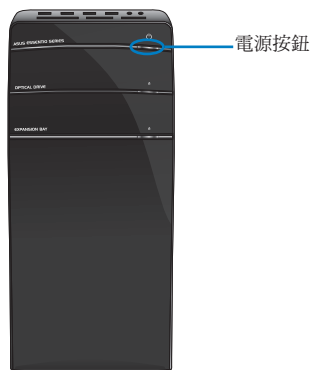 ASUS ESSENTIO SERIES
電源按鈕
OPTICAL DRIVE
EXPANSION BAY